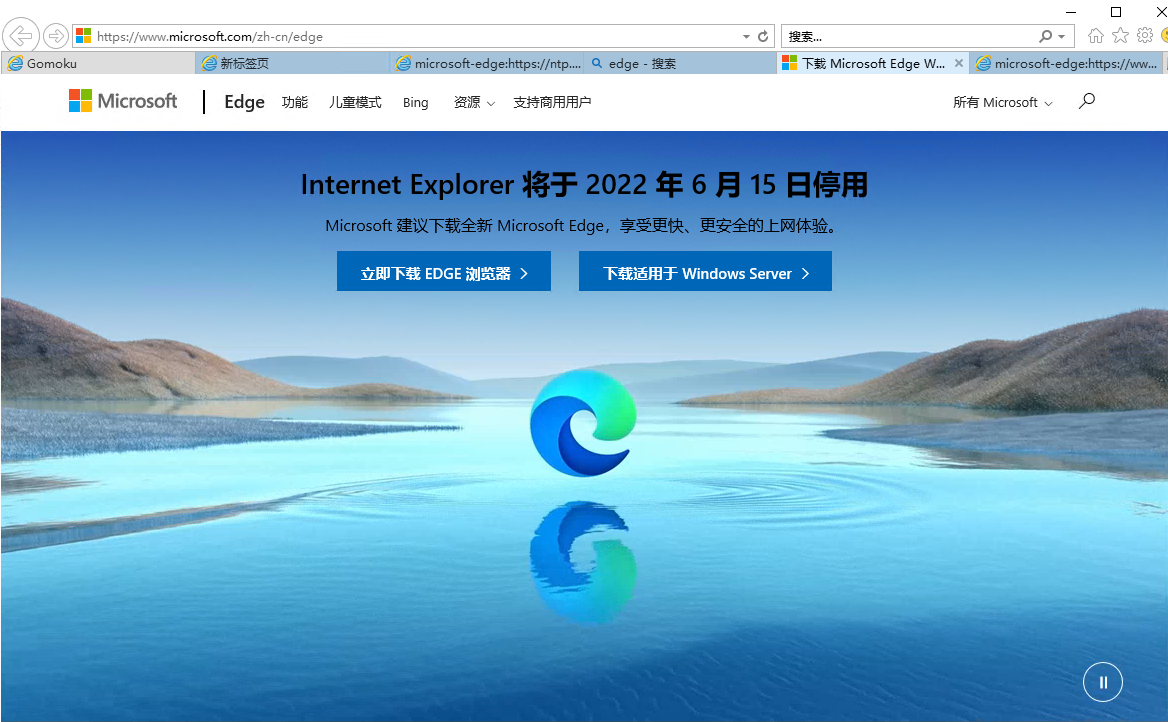 https://www.microsoft.com/zh-cn/edge
搜索...
Gomoku
新标签页
microsoft-edge:https://ntp....
edge - 搜索
下载 Microsoft Edge W...
microsoft-edge:https://ww...
Microsoft
Edge
功能
儿童模式
Bing
资源
支持商用用户
所有 Microsoft
Internet Explorer 将于 2022 年 6 月 15 日停用
Microsoft 建议下载全新 Microsoft Edge，享受更快、更安全的上网体验。
立即下载 EDGE 浏览器
下载适用于 Windows Server